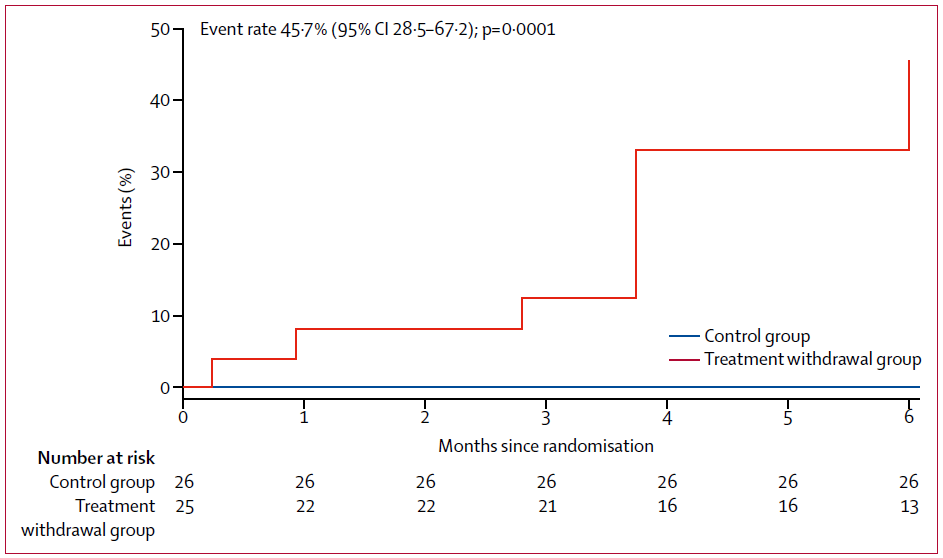 Event rate 45·7% (95% CI 28·5–67·2); p=0·0001
50
40
30
20
10
0
Events (%)
Control group
Treatment withdrawal group
0 1 2 3 4 5 6
Months since randomisation
Number at risk
Control group 26 26 26 26 26 26 26
Treatment 25 22 22 21 16 16 13
withdrawal group